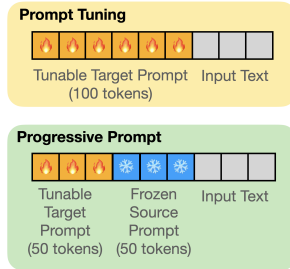 Prompt Tuning
Tunable Target Prompt
(100 tokens)
Input Text
Progressive Prompt
Tunable
Target
Prompt
(50 tokens)
Frozen
Source
Prompt
(50 tokens)
Input Text